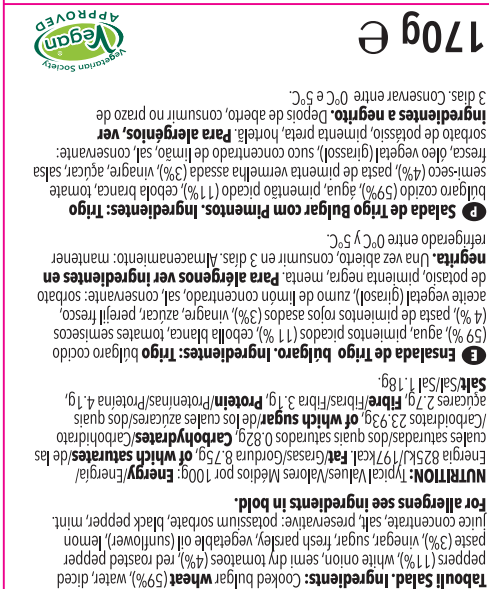 Tabouli Salad. Ingredients: Cooked bulgar wheat (59%), water, diced
peppers (11%), white onion, semi dry tomatoes (4%), red roasted pepper
paste (3%), vinegar, sugar, fresh parsley, vegetable oil (sunflower), lemon
juice concentrate, salt, preservative: potassium sorbate, black pepper, mint.
For allergens see ingredients in bold.
NUTRITION: Typical Values/Valores Médios por 100g: Energy/Energía/
Energia 825kJ/197kcal. Fat/Grasas/Gordura 8.75g, of which saturates/de las
cuales saturadas/dos quais saturados 0.82g, Carbohydrates/Carbohidrato
/Carboidratos 23.93g, of which sugar/de los cuales azúcares/dos quais
açúcares 2.7g, Fibre/Fibras/Fibra 3.1g, Protein/Proteínas/Proteína 4.1g,
Salt/Sal/Sal 1.18g.
E Ensalada de Trigo búlgaro. Ingredientes: Trigo búlgaro cocido
(59 %), agua, pimientos picados (11 %), cebolla blanca, tomates semisecos
(4 %), pasta de pimientos rojos asados (3%), vinagre, azúcar, perejil fresco,
aceite vegetal (girasol), zumo de limón concentrado, sal, conservante: sorbato
de potasio, pimienta negra, menta. Para alérgenos ver ingredientes en
negrita. Una vez abierto, consumir en 3 días. Almacenamiento: mantener
refrigerado entre 0°C y 5°C.
P Salada de Trigo Bulgar com Pimentos. Ingredientes: Trigo
búlgaro cozido (59%), água, pimentão picado (11%), cebola branca, tomate
semi-seco (4%), pasta de pimenta vermelha assada (3%), vinagre, açúcar, salsa
fresca, óleo vegetal (girassol), suco concentrado de limão, sal, conservante:
sorbato de potássio, pimenta preta, hortelã. Para alergénios, ver
ingredientes a negrito. Depois de aberto, consumir no prazo de
3 dias. Conservar entre 0°C e 5°C.
170g e
Vegetarian Society
Vegan
APPROVED